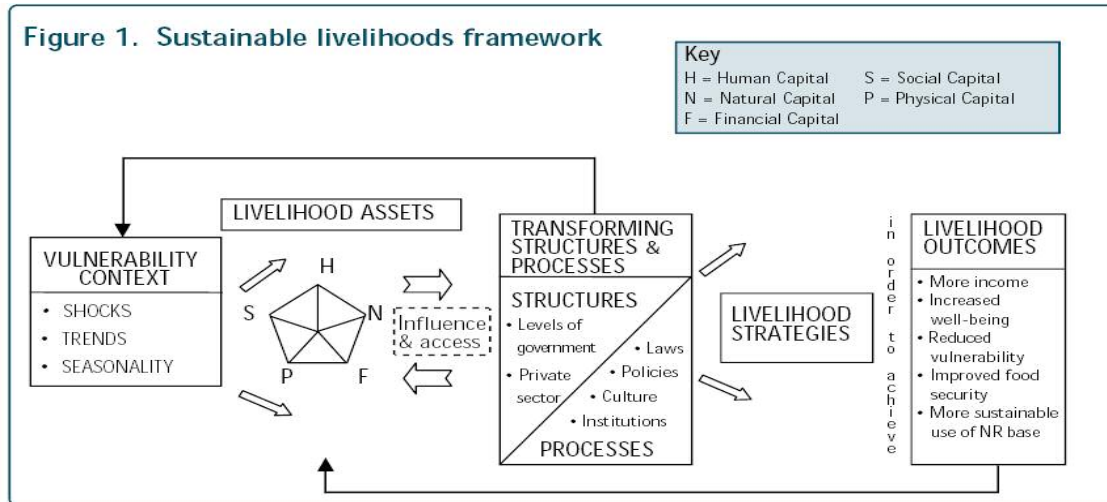 Figure 1. Sustainable livelihoods framework
Key
H = Human Capital S = Social Capital
N = Natural Capital P = Physical Capital
F = Financial Capital
LIVELIHOOD ASSETS
VULNERABILITY
CONTEXT
• SHOCKS
• TRENDS
• SEASONALITY
H
S
N
P
F
Influence
& access
TRANSFORMING
STRUCTURES &
PROCESSES
STRUCTURES
• Levels of
government
• Private
sector
• Laws
• Policies
• Culture
• Institutions
PROCESSES
LIVELIHOOD
STRATEGIES
in order to achieve
LIVELIHOOD
OUTCOMES
• More income
• Increased
well-being
• Reduced
vulnerability
• Improved food
security
• More sustainable
use of NR base